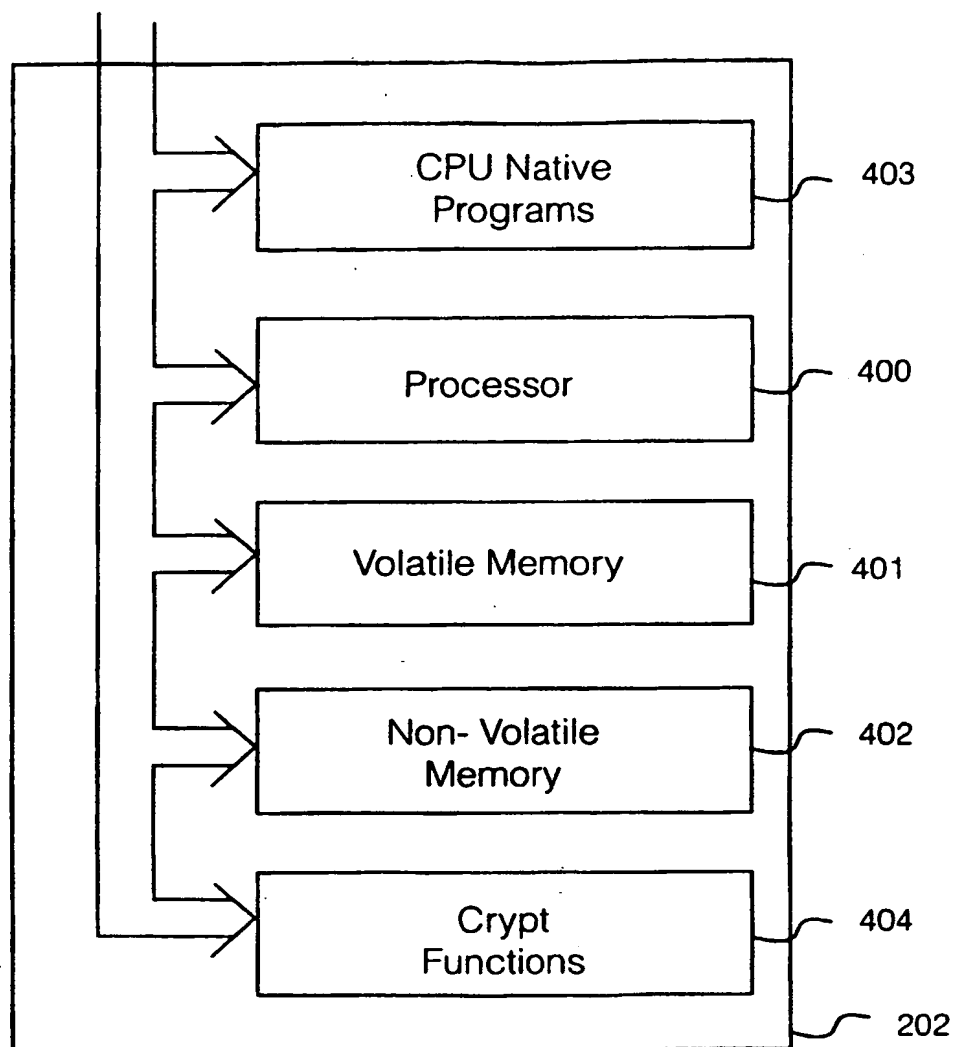 CPU Native
Programs
403
Processor
400
Volatile Memory
401
Non- Volatile
Memory
402
Crypt
Functions
404
202